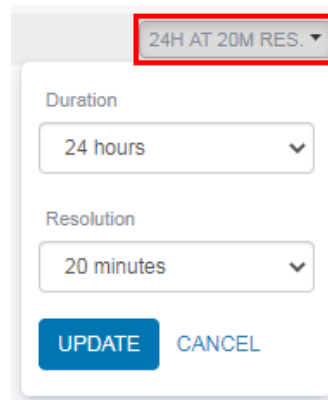 24H AT 20M RES.
Duration
24 hours
Resolution
20 minutes
UPDATE CANCEL